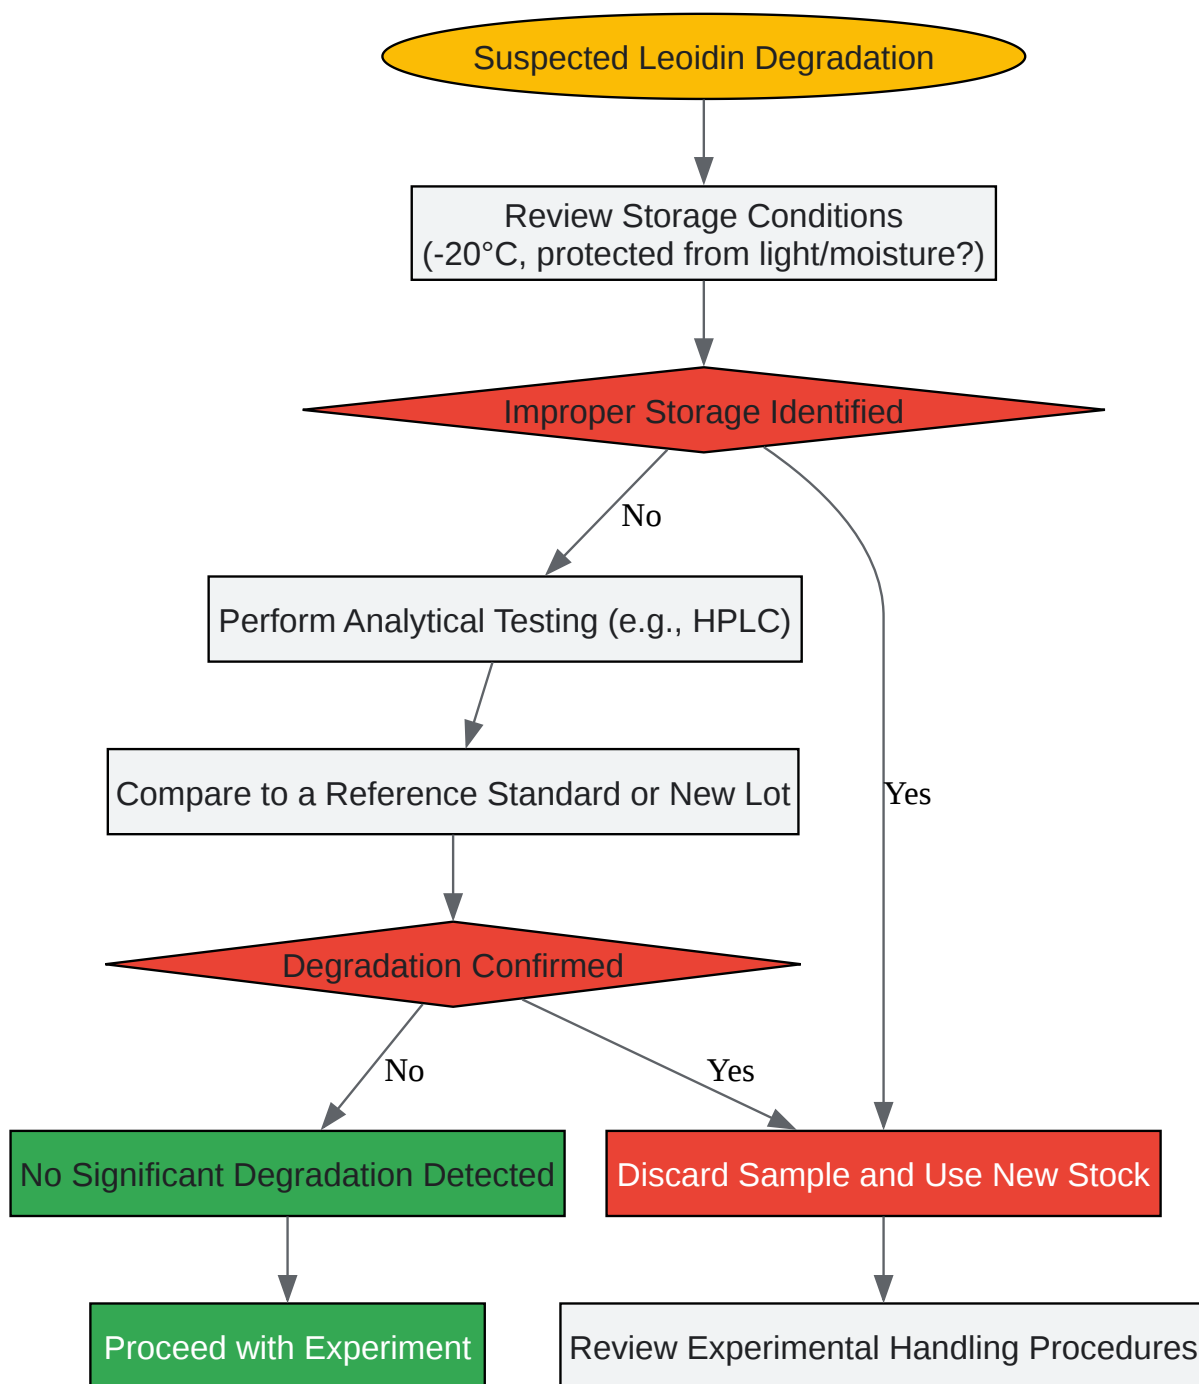 Suspected Leoidin Degradation
Review Storage Conditions
(-20°C, protected from light/moisture?)
Improper Storage Identified
No
Perform Analytical Testing (e.g., HPLC)
Compare to a Reference Standard or New Lot
Yes
Degradation Confirmed
No
Yes
No Significant Degradation Detected
Discard Sample and Use New Stock
Proceed with Experiment
Review Experimental Handling Procedures